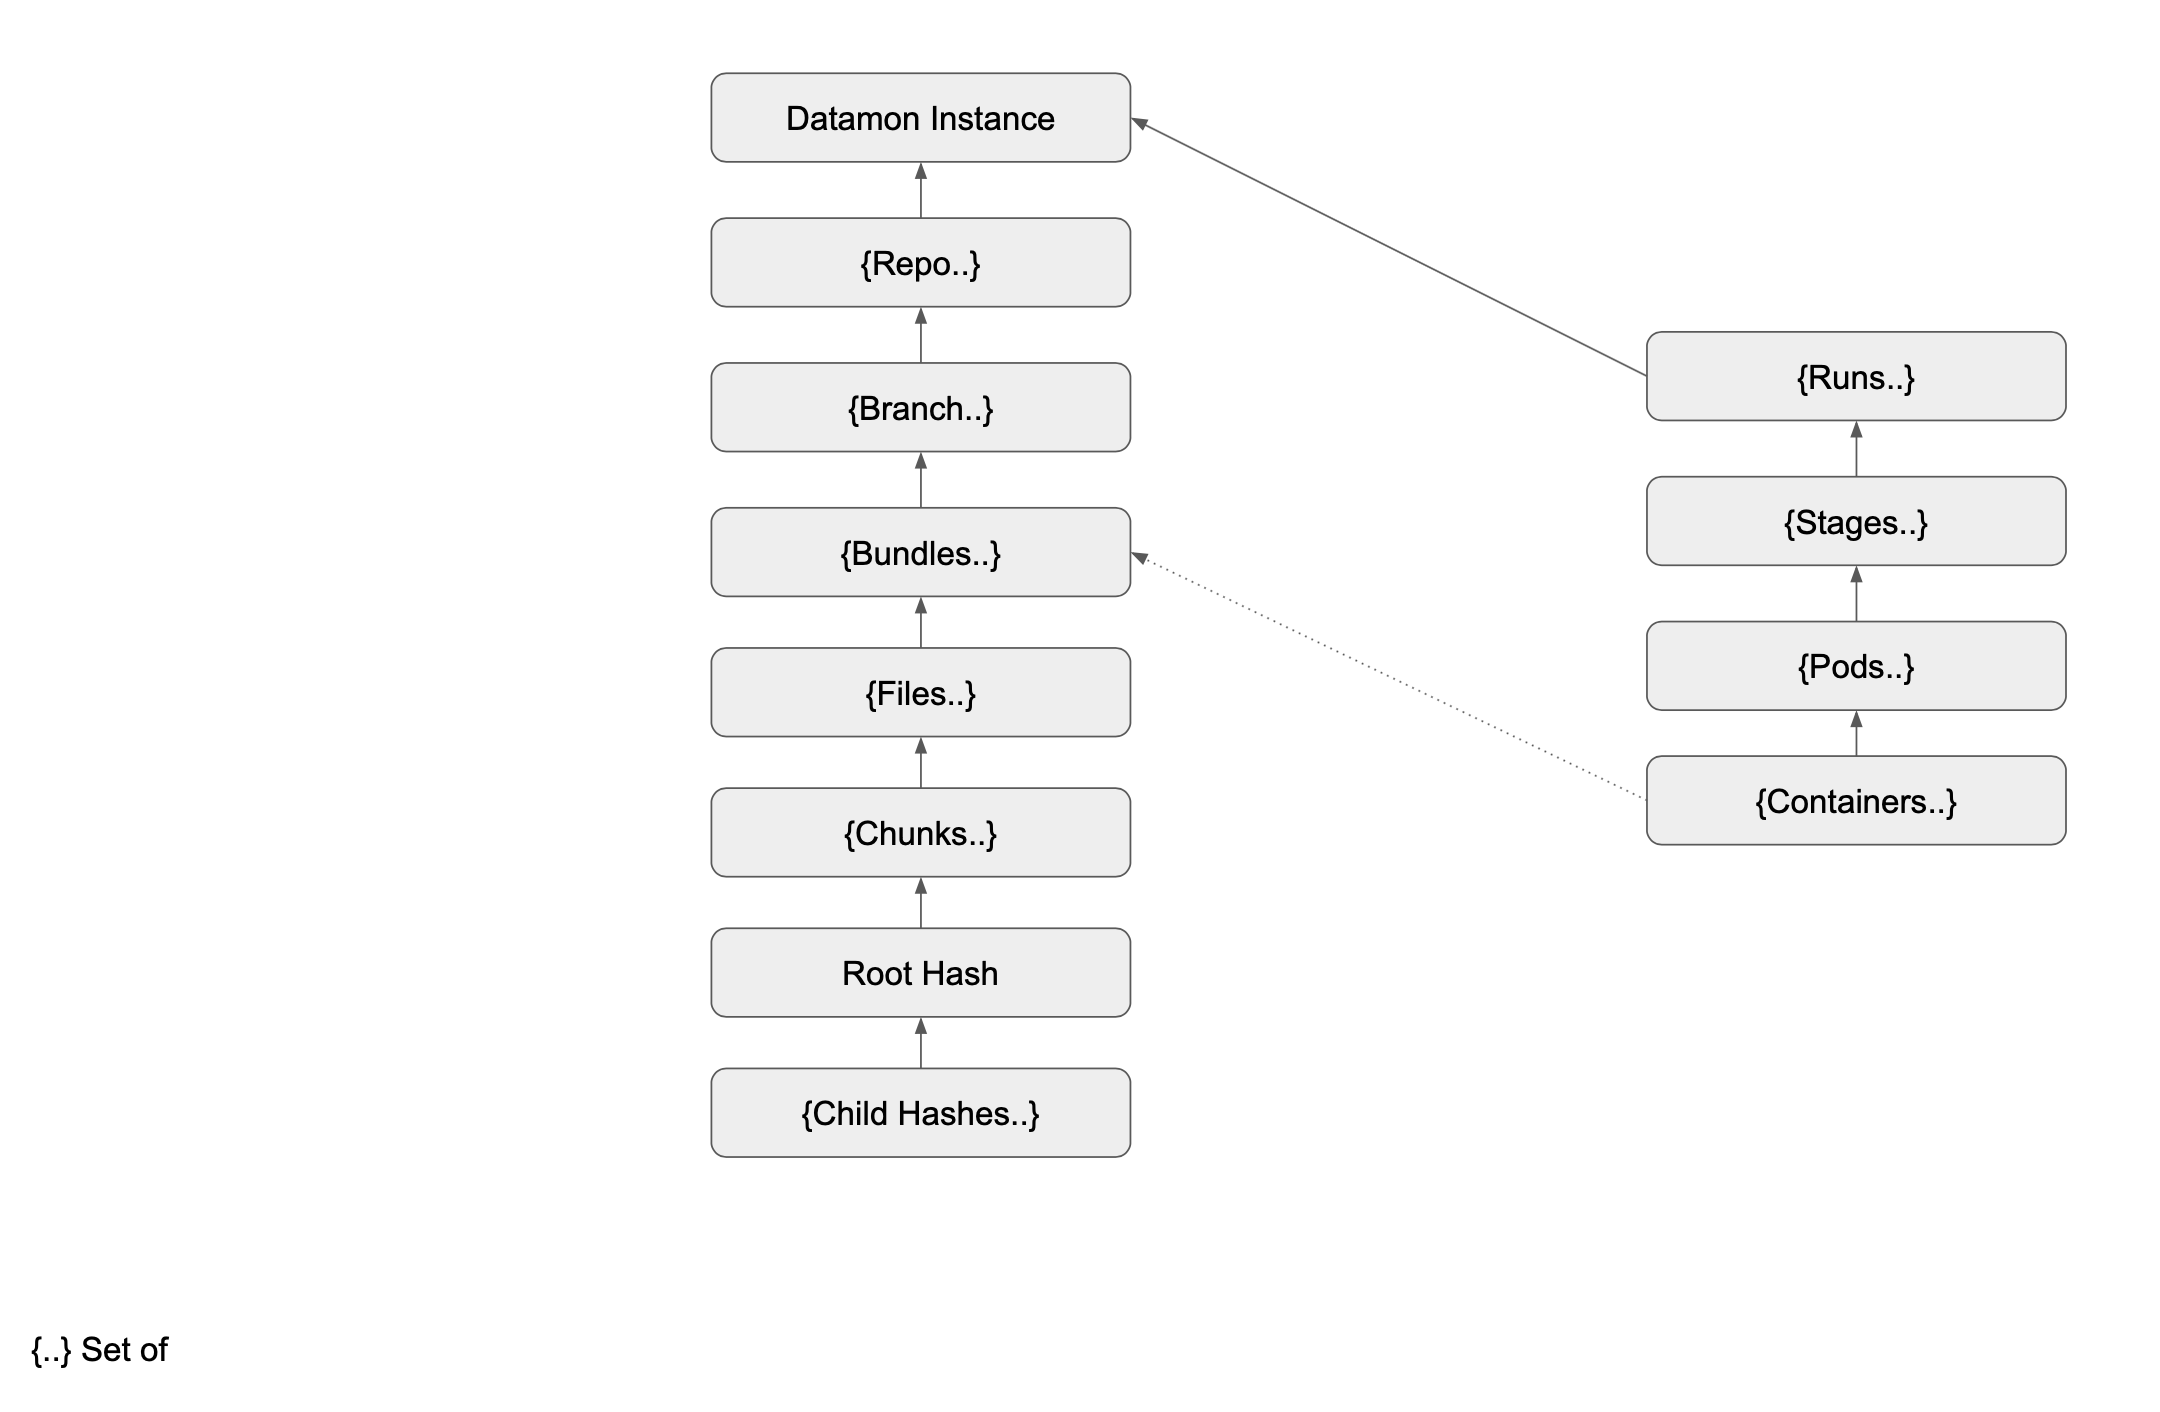 Datamon Instance
{Repo..}
{Branch..}
{Bundles..}
{Files..}
{Chunks..}
Root Hash
{Child Hashes..}
{Runs..}
{Stages..}
{Pods..}
{Containers..}
{..} Set of